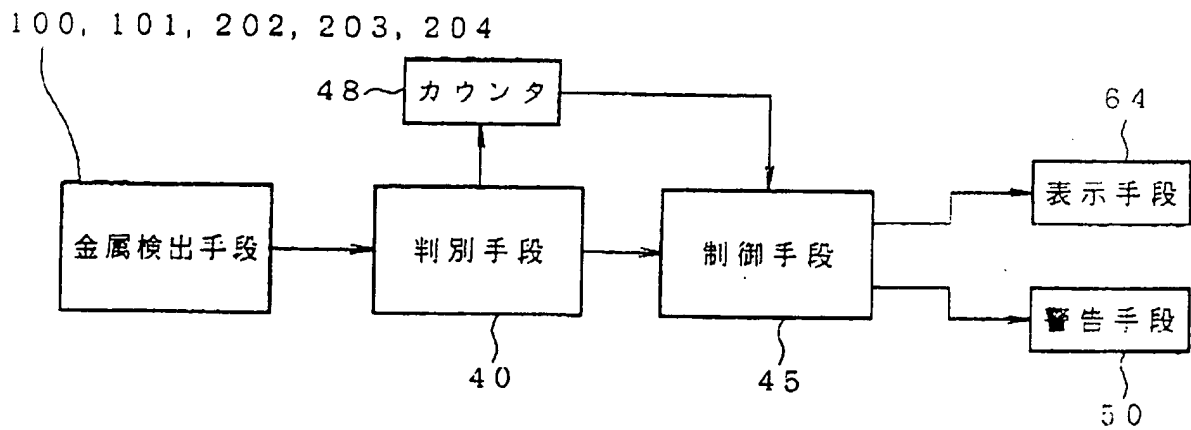 100, 101, 202, 203, 204
48
カウンタ
64
表示手段
金属検出手段
判別手段
制御手段
警告手段
40
45
50